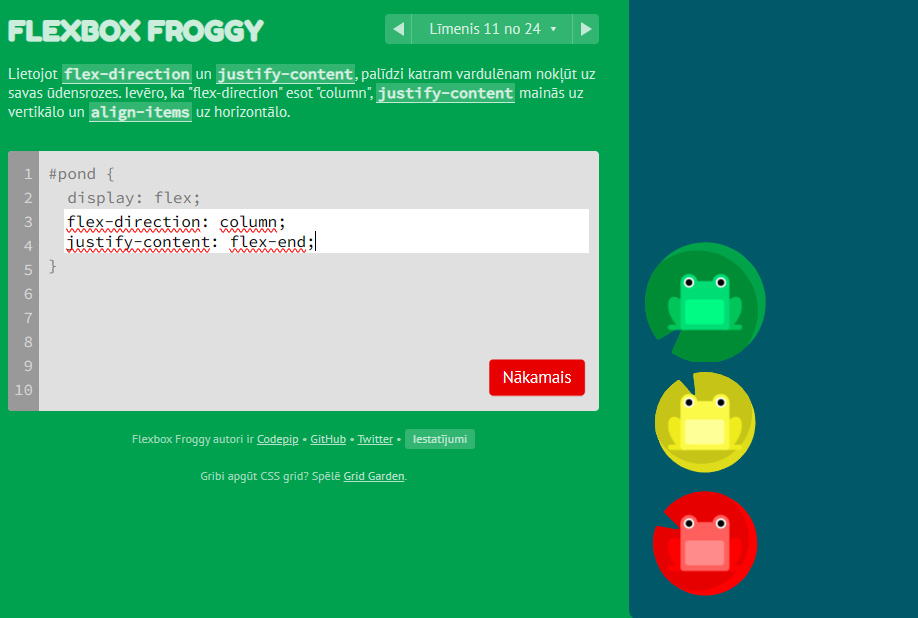 FLEXBOX FROGGY
◀ Līmenis 11 no 24 ▾ ▶
Lietojot flex-direction un justify-content, palīdzi katram vardulēnam nokļūt uz
savas ūdensrozes. Ievēro, ka "flex-direction" esot "column", justify-content mainās uz
vertikālo un align-items uz horizontālo.
1 #pond {
2 display: flex;
3 flex-direction: column;
4 justify-content: flex-end;
5 }
6
7
8
9
10
Nākamais
Flexbox Froggy autori ir Codepip • GitHub • Twitter • Iestatījumi
Gribi apgūt CSS grid? Spēlē Grid Garden.